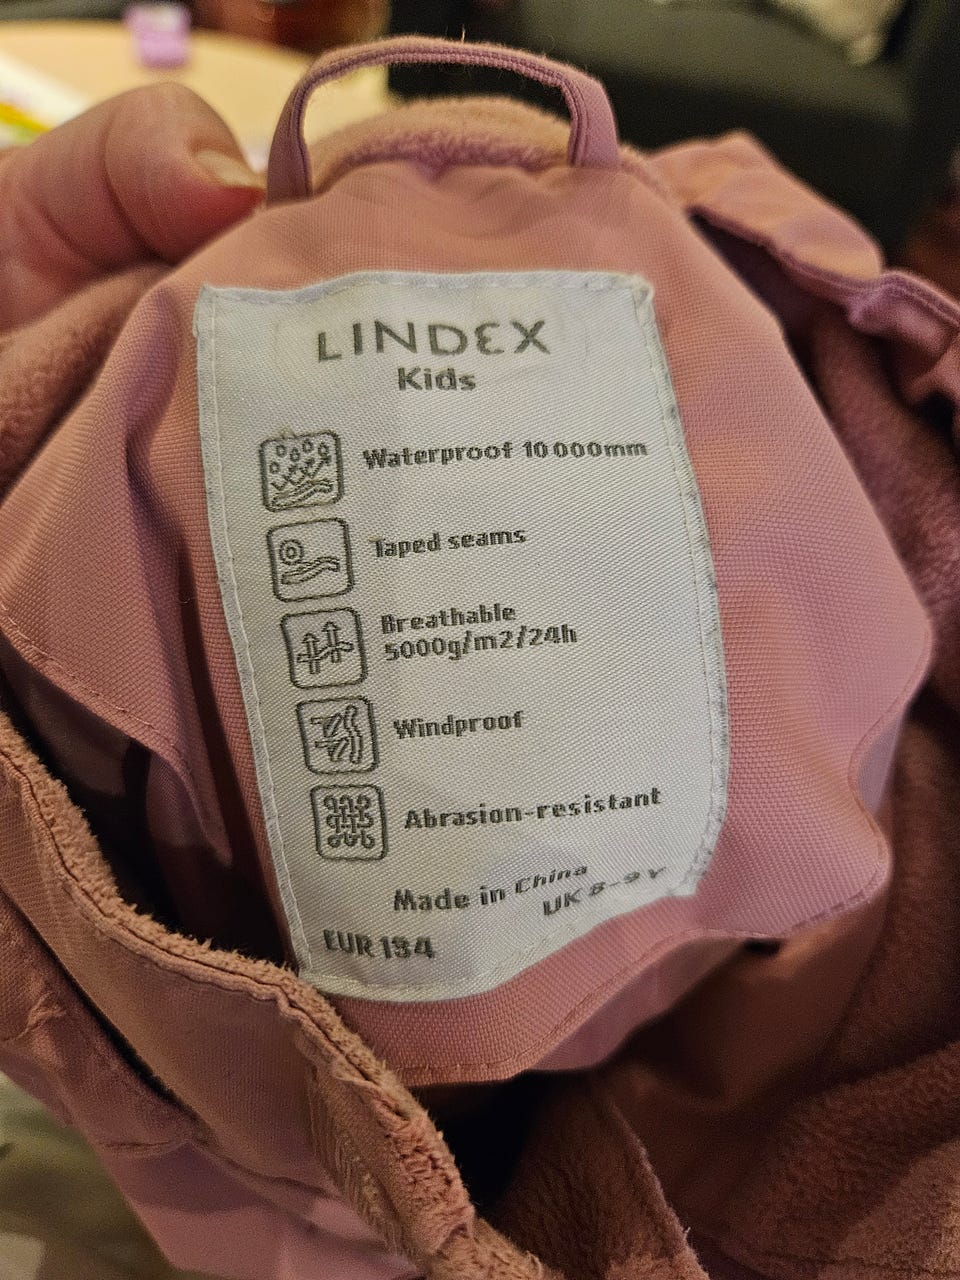 LINDEX
Kids
Waterproof 10 000mm
Taped seams
Breathable
5000g/m2/24h
Windproof
Abrasion-resistant
Made in China
EUR 134 UK 8-9 Y